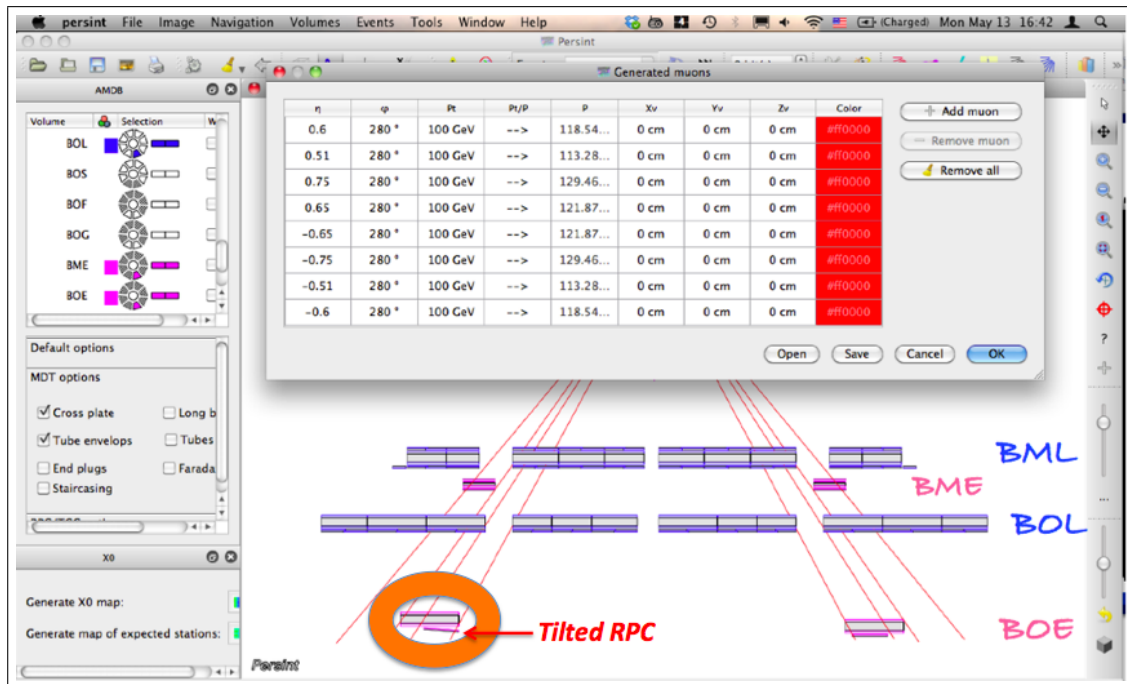 persint File Image Navigation Volumes Events Tools Window Help (Charged) Mon May 13 16:42
Persint
AMDB
Generated muons
Volume Selection
BOL
BOS
BOF
BOG
BME
BOE
η φ Pt Pt/P P Xv Yv Zv Color
0.6 280 ° 100 GeV --> 118.54... 0 cm 0 cm 0 cm #ff0000
0.51 280 ° 100 GeV --> 113.28... 0 cm 0 cm 0 cm #ff0000
0.75 280 ° 100 GeV --> 129.46... 0 cm 0 cm 0 cm #ff0000
0.65 280 ° 100 GeV --> 121.87... 0 cm 0 cm 0 cm #ff0000
-0.65 280 ° 100 GeV --> 121.87... 0 cm 0 cm 0 cm #ff0000
-0.75 280 ° 100 GeV --> 129.46... 0 cm 0 cm 0 cm #ff0000
-0.51 280 ° 100 GeV --> 113.28... 0 cm 0 cm 0 cm #ff0000
-0.6 280 ° 100 GeV --> 118.54... 0 cm 0 cm 0 cm #ff0000
Add muon
Remove muon
Remove all
Open Save Cancel OK
Default options
MDT options
Cross plate Long b
Tube envelops Tubes
End plugs Farada
Staircasing
X0
Generate X0 map:
Generate map of expected stations:
BML
BME
BOL
BOE
Tilted RPC
Persint